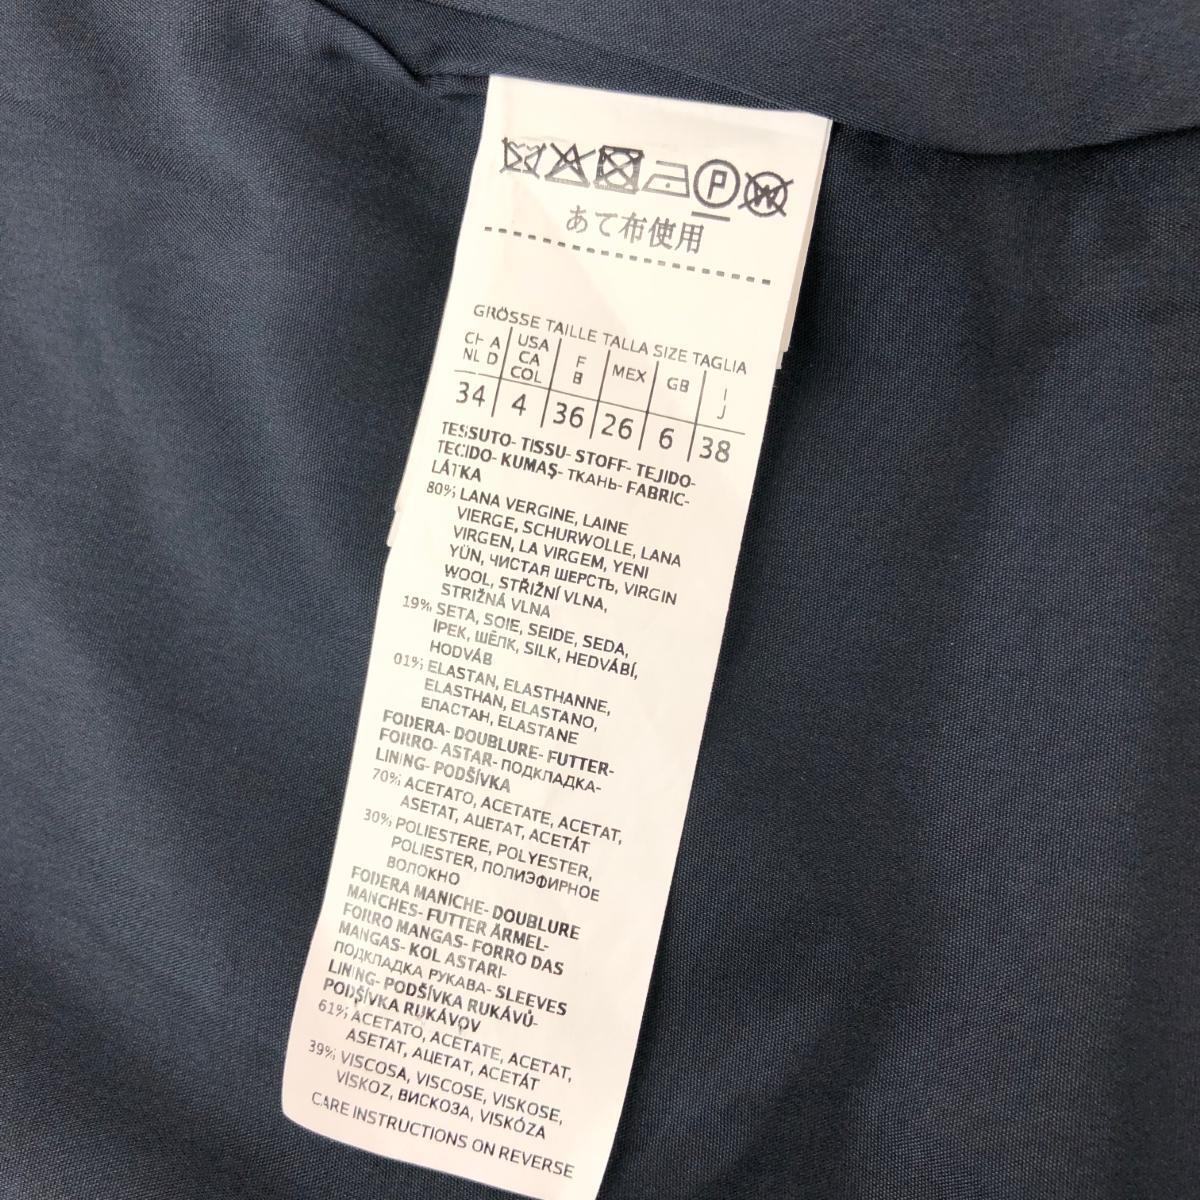 P W
あて布使用
GRÖSSE TAILLE TALLA SIZE TAGLIA
CH A USA F MEX GB I
NL D CA B J
COL
34 4 36 26 6 38
TESSUTO- TISSU- STOFF- TEJIDO-
TECIDO- KUMAŞ- ТКАНЬ- FABRIC-
LÁTKA
80% LANA VERGINE, LAINE
VIERGE, SCHURWOLLE, LANA
VIRGEN, LA VIRGEM, YENI
YÜN, ЧИСТАЯ ШЕРСТЬ, VIRGIN
WOOL, STŘIŽNÍ VLNA,
STRIŽNÁ VLNA
19% SETA, SOIE, SEIDE, SEDA,
IPEK, ШЁЛК, SILK, HEDVÁBÍ,
HODVÁB
01% ELASTAN, ELASTHANNE,
ELASTHAN, ELASTANO,
ЕЛАСТАН, ELASTANE
FODERA- DOUBLURE- FUTTER-
FORRO- ASTAR- ПОДКЛАДКА-
LINING- PODŠÍVKA
70% ACETATO, ACETATE, ACETAT,
ASETAT, АЦЕТАТ, ACETÁT
30% POLIESTERE, POLYESTER,
POLIESTER, ПОЛИЭФИРНОЕ
ВОЛОКНО
FODERA MANICHE- DOUBLURE
MANCHES- FUTTER ÄRMEL-
FORRO MANGAS- FORRO DAS
MANGAS- KOL ASTARI-
ПОДКЛАДКА РУКАВА- SLEEVES
LINING- PODŠÍVKA RUKÁVŮ-
PODŠÍVKA RUKÁVOV
61% ACETATO, ACETATE, ACETAT,
ASETAT, АЦЕТАТ, ACETÁT
39% VISCOSA, VISCOSE, VISKOSE,
VİSKOZ, ВИСКОЗА, VISKÓZA
CARE INSTRUCTIONS ON REVERSE